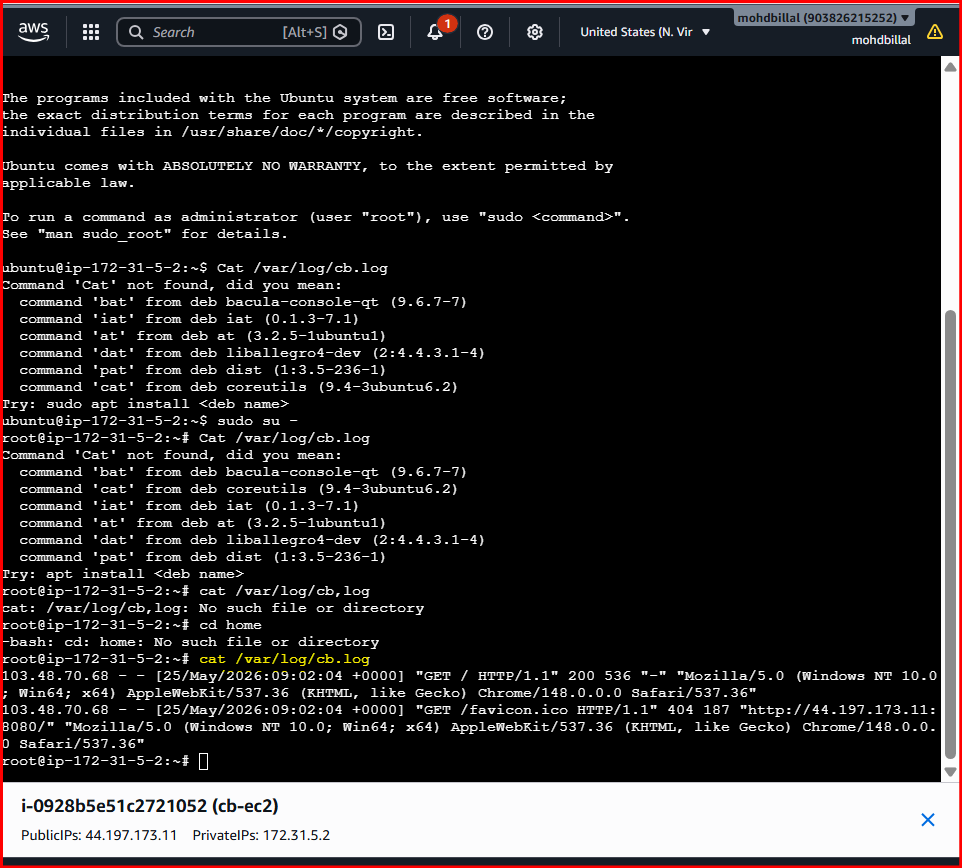 aws
Search [Alt+S]
1
United States (N. Vir
mohdbillal (903826215252)
mohdbillal
The programs included with the Ubuntu system are free software;
the exact distribution terms for each program are described in the
individual files in /usr/share/doc/*/copyright.
Ubuntu comes with ABSOLUTELY NO WARRANTY, to the extent permitted by
applicable law.
To run a command as administrator (user "root"), use "sudo <command>".
See "man sudo_root" for details.
ubuntu@ip-172-31-5-2:~$ Cat /var/log/cb.log
Command 'Cat' not found, did you mean:
  command 'bat' from deb bacula-console-qt (9.6.7-7)
  command 'iat' from deb iat (0.1.3-7.1)
  command 'at' from deb at (3.2.5-1ubuntu1)
  command 'dat' from deb liballegro4-dev (2:4.4.3.1-4)
  command 'pat' from deb dist (1:3.5-236-1)
  command 'cat' from deb coreutils (9.4-3ubuntu6.2)
Try: sudo apt install <deb name>
ubuntu@ip-172-31-5-2:~$ sudo su -
root@ip-172-31-5-2:~# Cat /var/log/cb.log
Command 'Cat' not found, did you mean:
  command 'bat' from deb bacula-console-qt (9.6.7-7)
  command 'cat' from deb coreutils (9.4-3ubuntu6.2)
  command 'iat' from deb iat (0.1.3-7.1)
  command 'at' from deb at (3.2.5-1ubuntu1)
  command 'dat' from deb liballegro4-dev (2:4.4.3.1-4)
  command 'pat' from deb dist (1:3.5-236-1)
Try: apt install <deb name>
root@ip-172-31-5-2:~# cat /var/log/cb,log
cat: /var/log/cb,log: No such file or directory
root@ip-172-31-5-2:~# cd home
-bash: cd: home: No such file or directory
root@ip-172-31-5-2:~# cat /var/log/cb.log
103.48.70.68 - - [25/May/2026:09:02:04 +0000] "GET / HTTP/1.1" 200 536 "-" "Mozilla/5.0 (Windows NT 10.0
; Win64; x64) AppleWebKit/537.36 (KHTML, like Gecko) Chrome/148.0.0.0 Safari/537.36"
103.48.70.68 - - [25/May/2026:09:02:04 +0000] "GET /favicon.ico HTTP/1.1" 404 187 "http://44.197.173.11:
8080/" "Mozilla/5.0 (Windows NT 10.0; Win64; x64) AppleWebKit/537.36 (KHTML, like Gecko) Chrome/148.0.0.
0 Safari/537.36"
root@ip-172-31-5-2:~#
i-0928b5e51c2721052 (cb-ec2)
PublicIPs: 44.197.173.11 PrivateIPs: 172.31.5.2